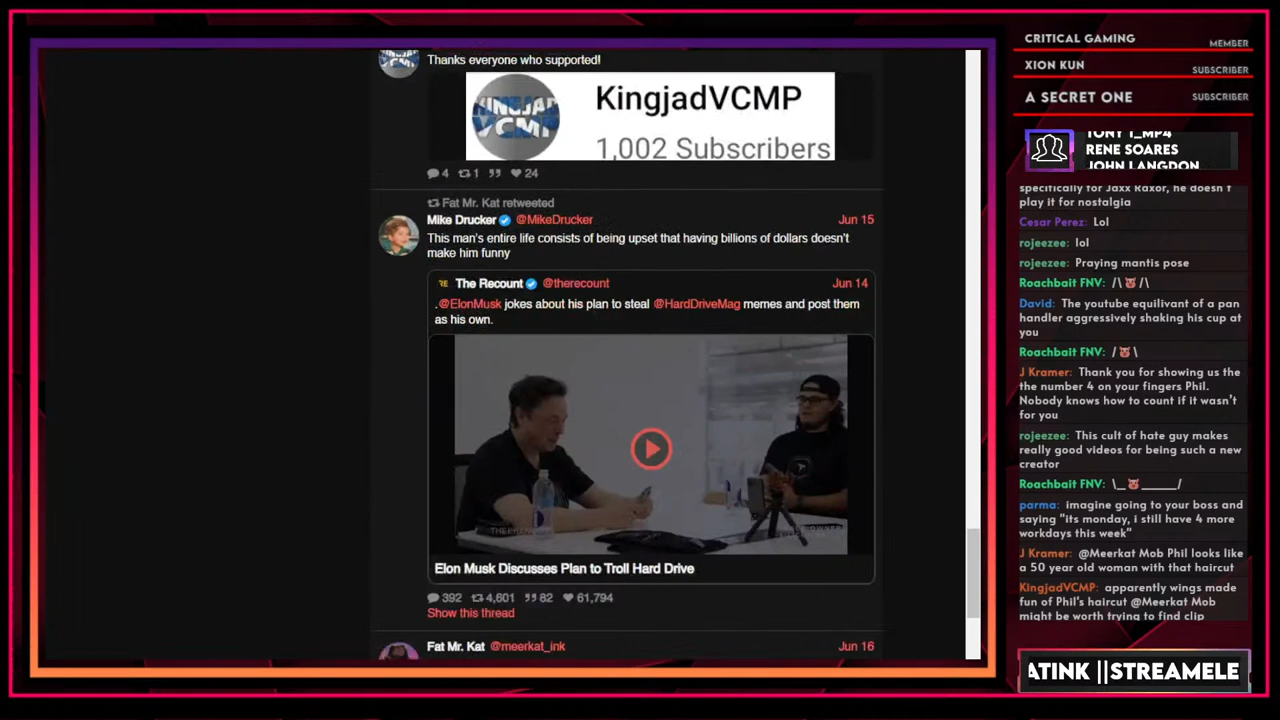 Thanks everyone who supported!
KINGJAD
VCMP
KingjadVCMP
1,002 Subscribers
4 1 24
Fat Mr. Kat retweeted
Mike Drucker @MikeDrucker Jun 15
This man's entire life consists of being upset that having billions of dollars doesn't
make him funny
RE The Recount @therecount Jun 14
.@ElonMusk jokes about his plan to steal @HardDriveMag memes and post them
as his own.
Elon Musk Discusses Plan to Troll Hard Drive
392 4,601 82 61,794
Show this thread
Fat Mr. Kat @meerkat_ink Jun 16
CRITICAL GAMING MEMBER
XION KUN SUBSCRIBER
A SECRET ONE SUBSCRIBER
TONY T_MP4
RENE SOARES
JOHN LANGDON
specifically for Jaxx Raxor, he doesn't
play it for nostalgia
Cesar Perez: Lol
rojeezee: lol
rojeezee: Praying mantis pose
Roachbait FNV: /\ 🐷 /\
David: The youtube equilivant of a pan
handler aggressively shaking his cup at
you
Roachbait FNV: / 🐷 \
J Kramer: Thank you for showing us the
the number 4 on your fingers Phil.
Nobody knows how to count if it wasn't
for you
rojeezee: This cult of hate guy makes
really good videos for being such a new
creator
Roachbait FNV: \_ 🐷 _____/
parma: imagine going to your boss and
saying "its monday, i still have 4 more
workdays this week"
J Kramer: @Meerkat Mob Phil looks like
a 50 year old woman with that haircut
KingjadVCMP: apparently wings made
fun of Phil's haircut @Meerkat Mob
might be worth trying to find clip
ATINK ||STREAMELE